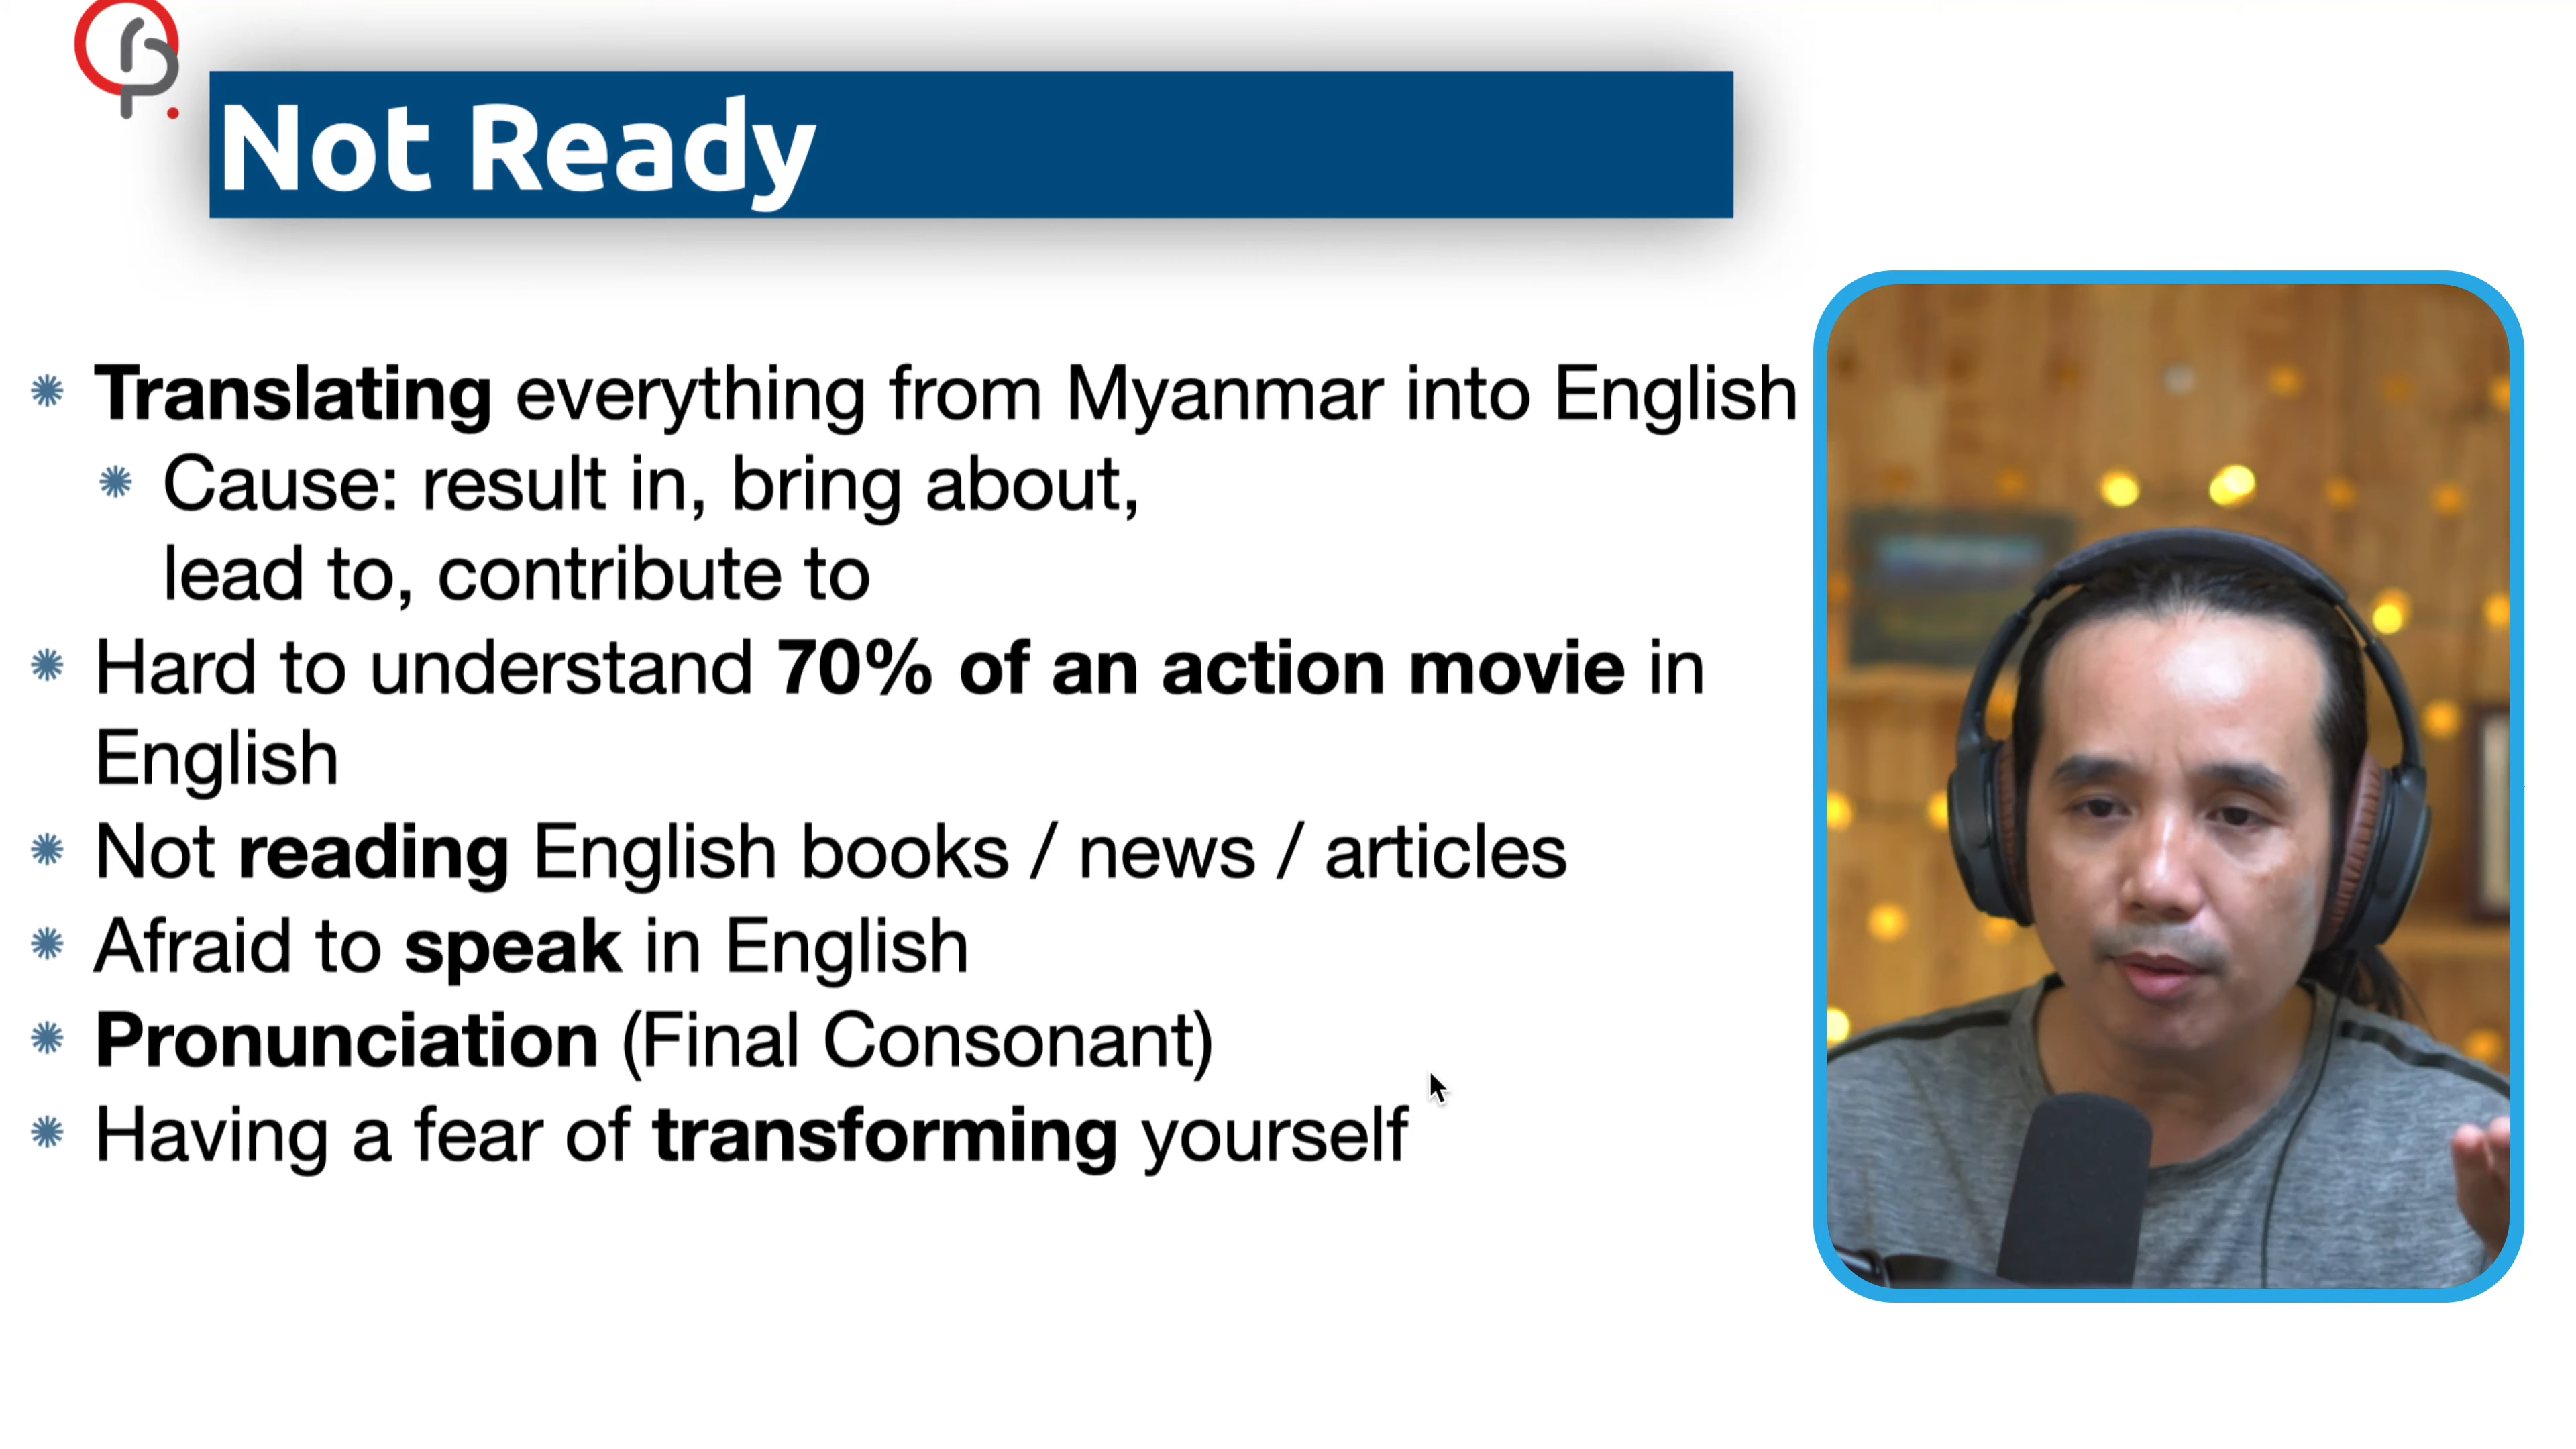 Not Ready
Translating everything from Myanmar into English
Cause: result in, bring about,
lead to, contribute to
Hard to understand 70% of an action movie in
English
Not reading English books / news / articles
Afraid to speak in English
Pronunciation (Final Consonant)
Having a fear of transforming yourself